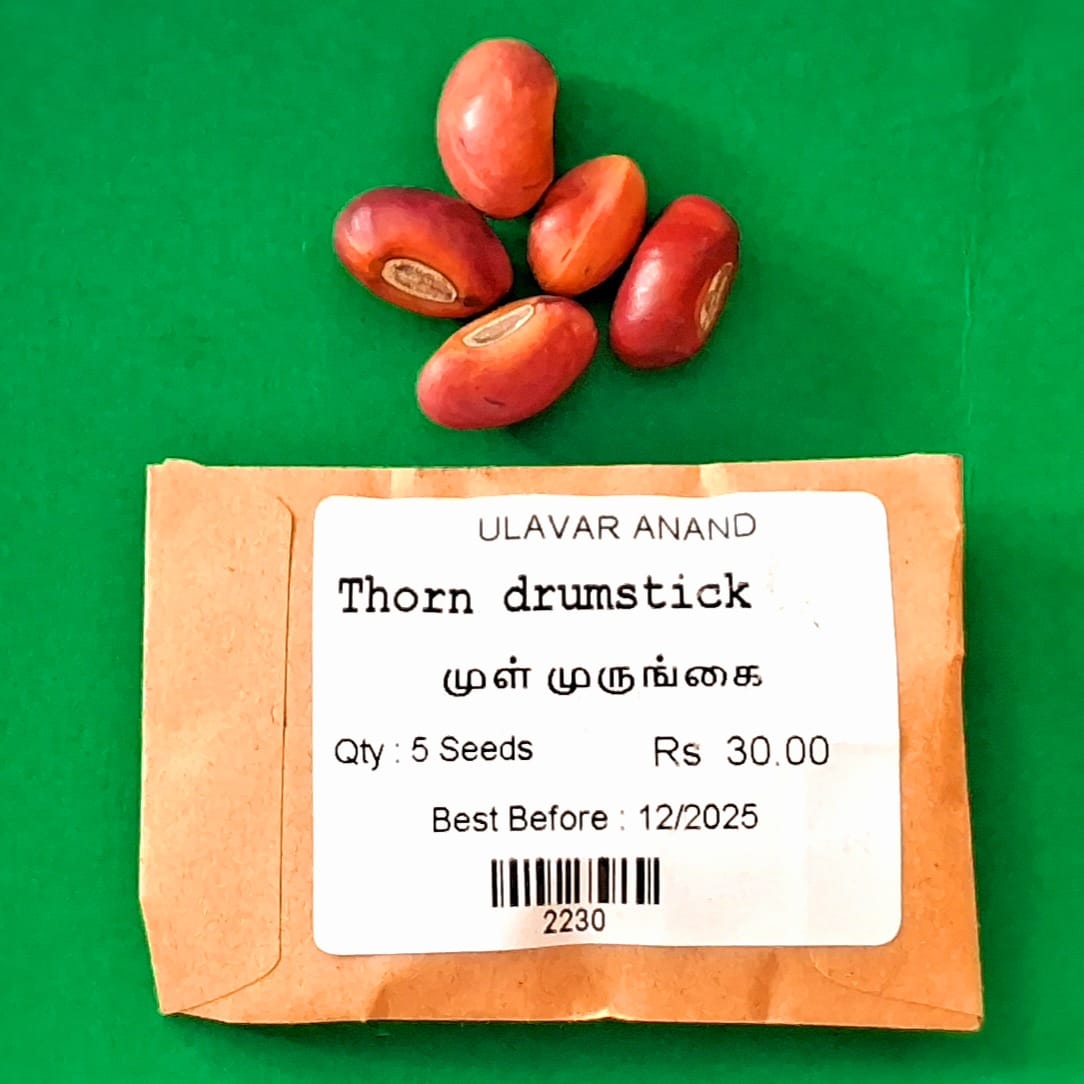 ULAVAR ANAND
Thorn drumstick
முள் முருங்கை
Qty : 5 Seeds Rs 30.00
Best Before : 12/2025
2230